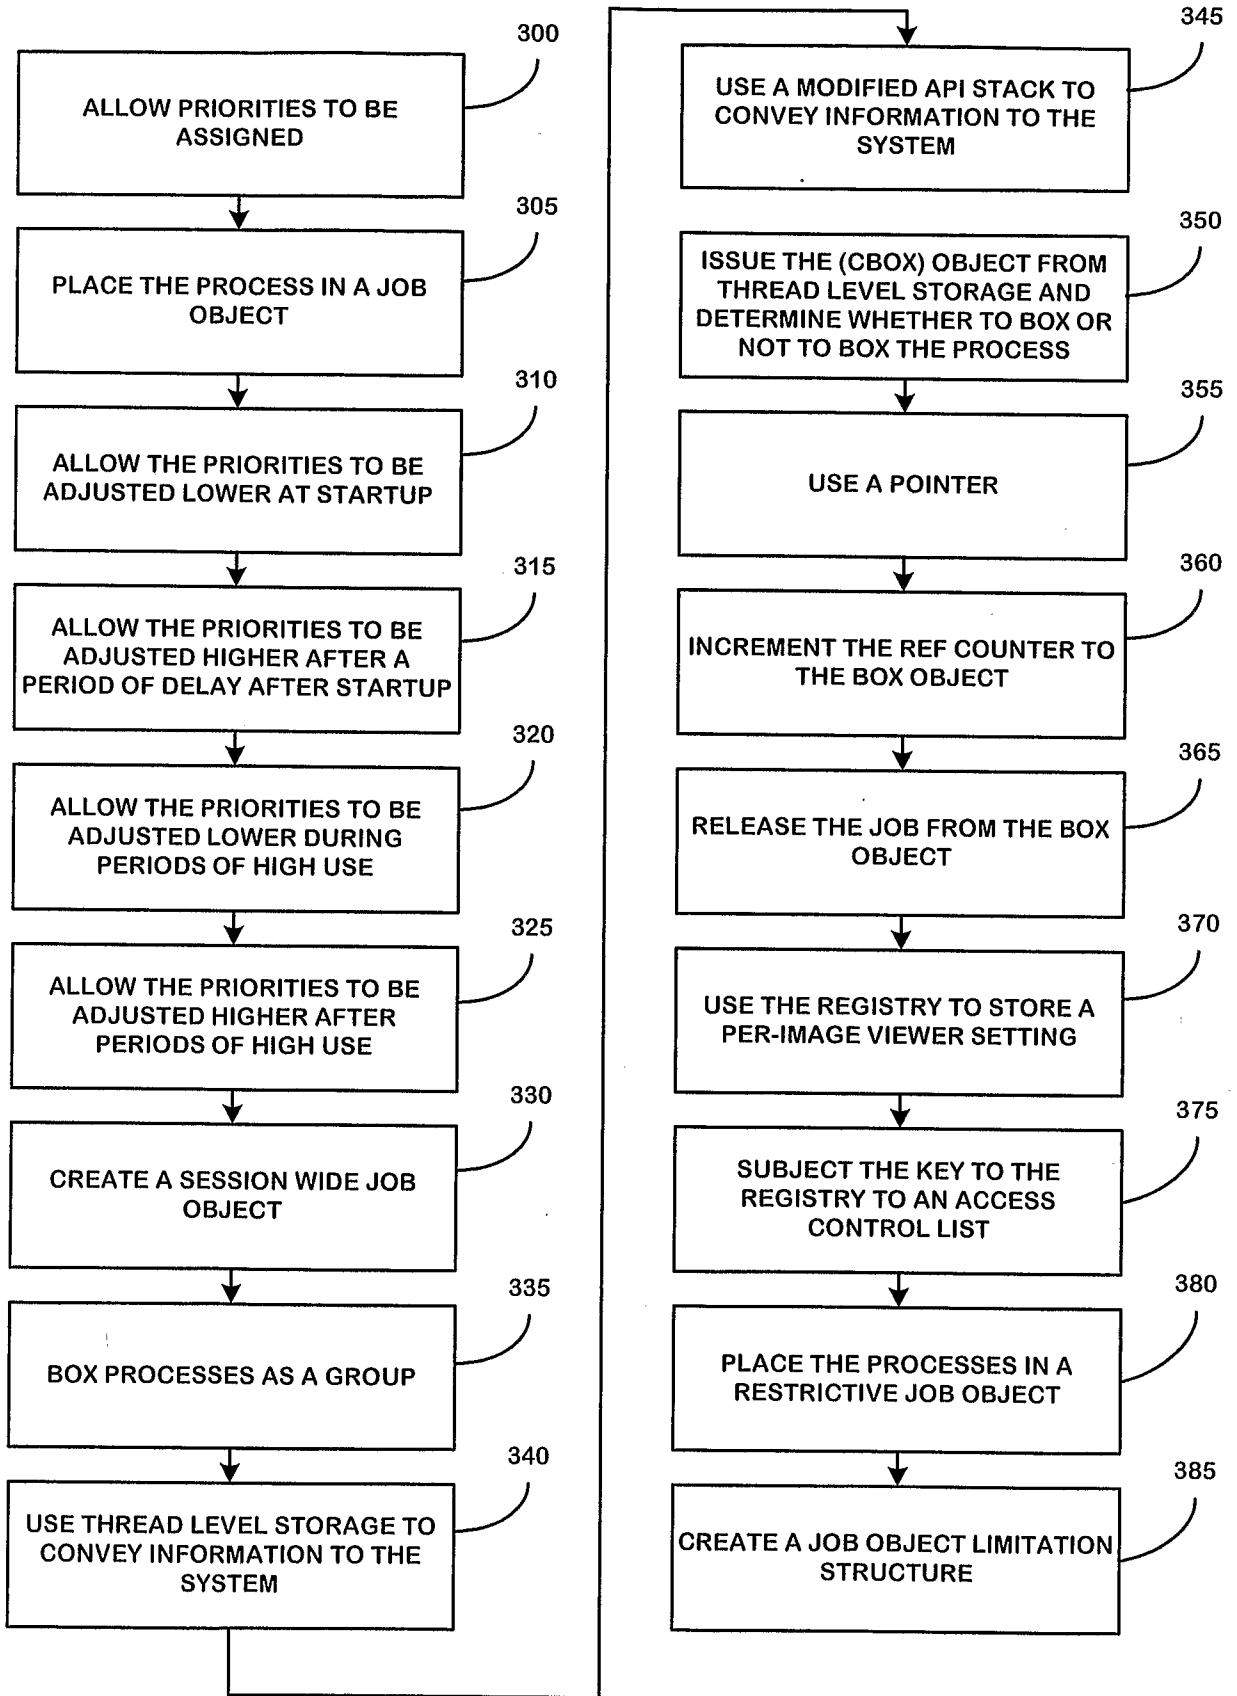 300
ALLOW PRIORITIES TO BE
ASSIGNED
305
PLACE THE PROCESS IN A JOB
OBJECT
310
ALLOW THE PRIORITIES TO BE
ADJUSTED LOWER AT STARTUP
315
ALLOW THE PRIORITIES TO BE
ADJUSTED HIGHER AFTER A
PERIOD OF DELAY AFTER STARTUP
320
ALLOW THE PRIORITIES TO BE
ADJUSTED LOWER DURING
PERIODS OF HIGH USE
325
ALLOW THE PRIORITIES TO BE
ADJUSTED HIGHER AFTER
PERIODS OF HIGH USE
330
CREATE A SESSION WIDE JOB
OBJECT
335
BOX PROCESSES AS A GROUP
340
USE THREAD LEVEL STORAGE TO
CONVEY INFORMATION TO THE
SYSTEM
345
USE A MODIFIED API STACK TO
CONVEY INFORMATION TO THE
SYSTEM
350
ISSUE THE (CBOX) OBJECT FROM
THREAD LEVEL STORAGE AND
DETERMINE WHETHER TO BOX OR
NOT TO BOX THE PROCESS
355
USE A POINTER
360
INCREMENT THE REF COUNTER TO
THE BOX OBJECT
365
RELEASE THE JOB FROM THE BOX
OBJECT
370
USE THE REGISTRY TO STORE A
PER-IMAGE VIEWER SETTING
375
SUBJECT THE KEY TO THE
REGISTRY TO AN ACCESS
CONTROL LIST
380
PLACE THE PROCESSES IN A
RESTRICTIVE JOB OBJECT
385
CREATE A JOB OBJECT LIMITATION
STRUCTURE